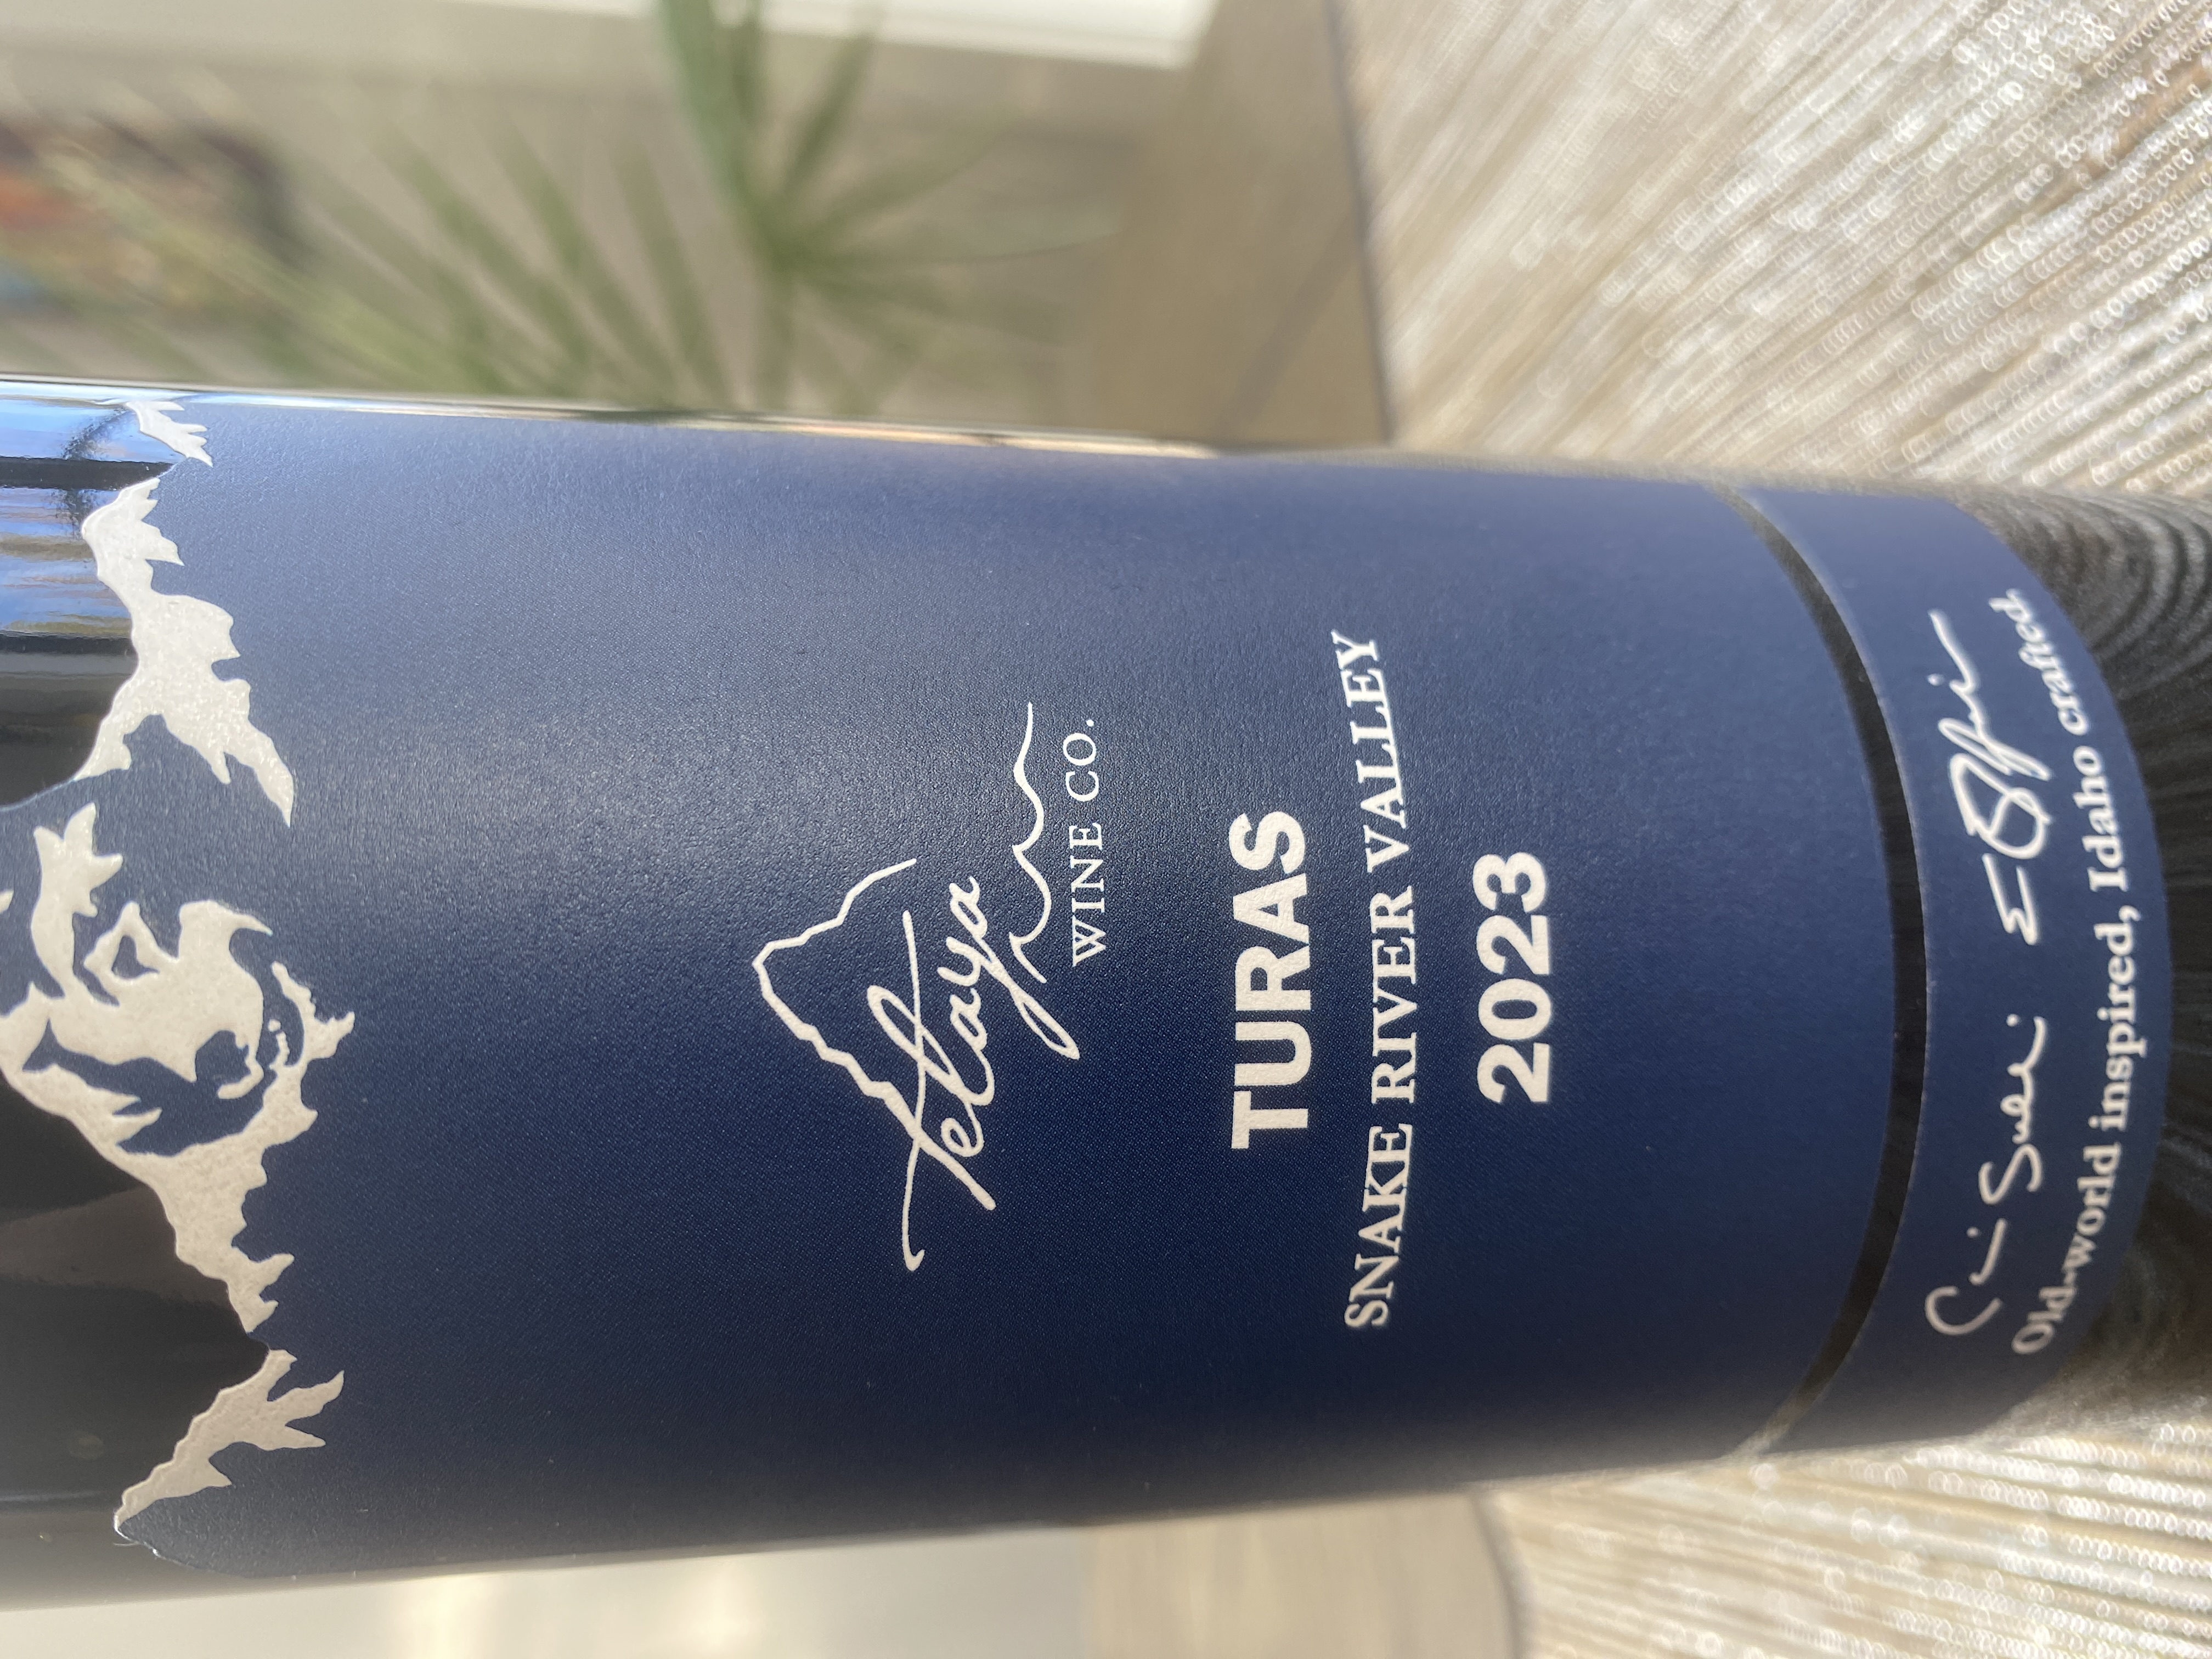 Telaya
WINE CO.
TURAS
SNAKE RIVER VALLEY
2023
Old-world inspired, Idaho crafted.